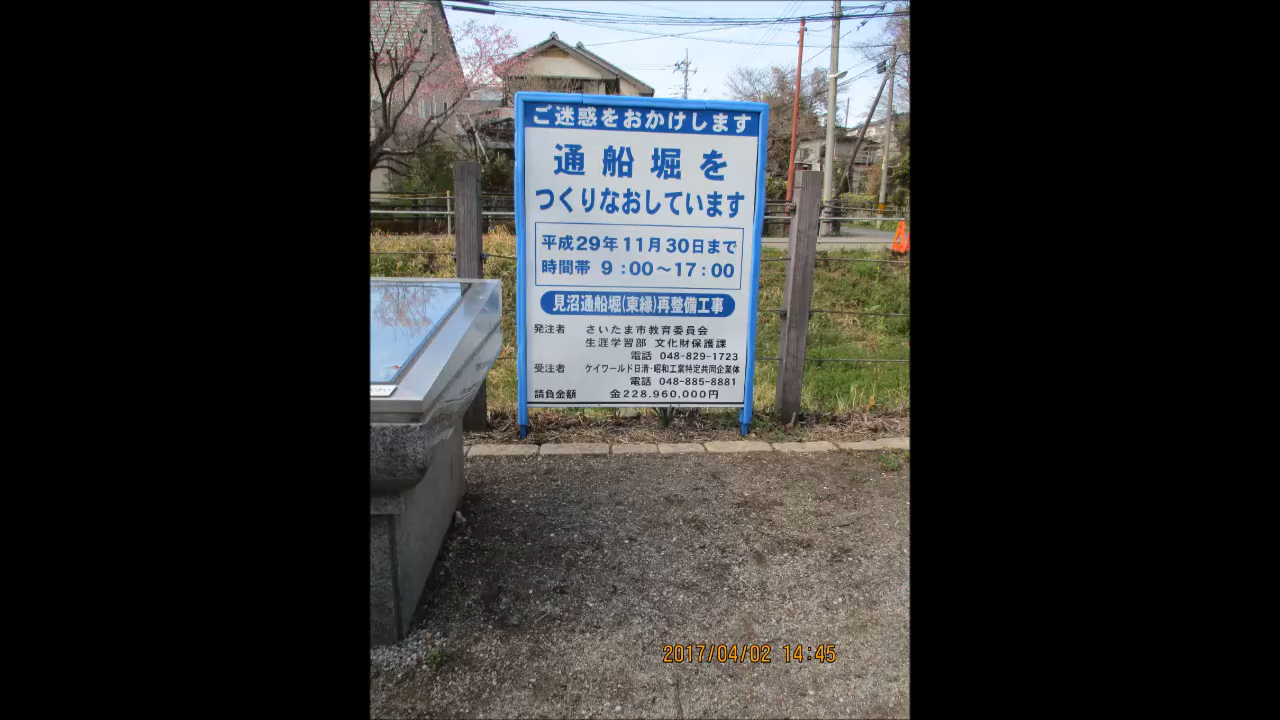 ご迷惑をおかけします
通船堀を
つくりなおしています
平成29年11月30日まで
時間帯 9:00～17:00
見沼通船堀(東縁)再整備工事
発注者 さいたま市教育委員会
生涯学習部 文化財保護課
電話 048-829-1723
受注者 ケイワールド日清・昭和工業特定共同企業体
電話 048-885-8881
請負金額 金228,960,000円
2017/04/02 14:45